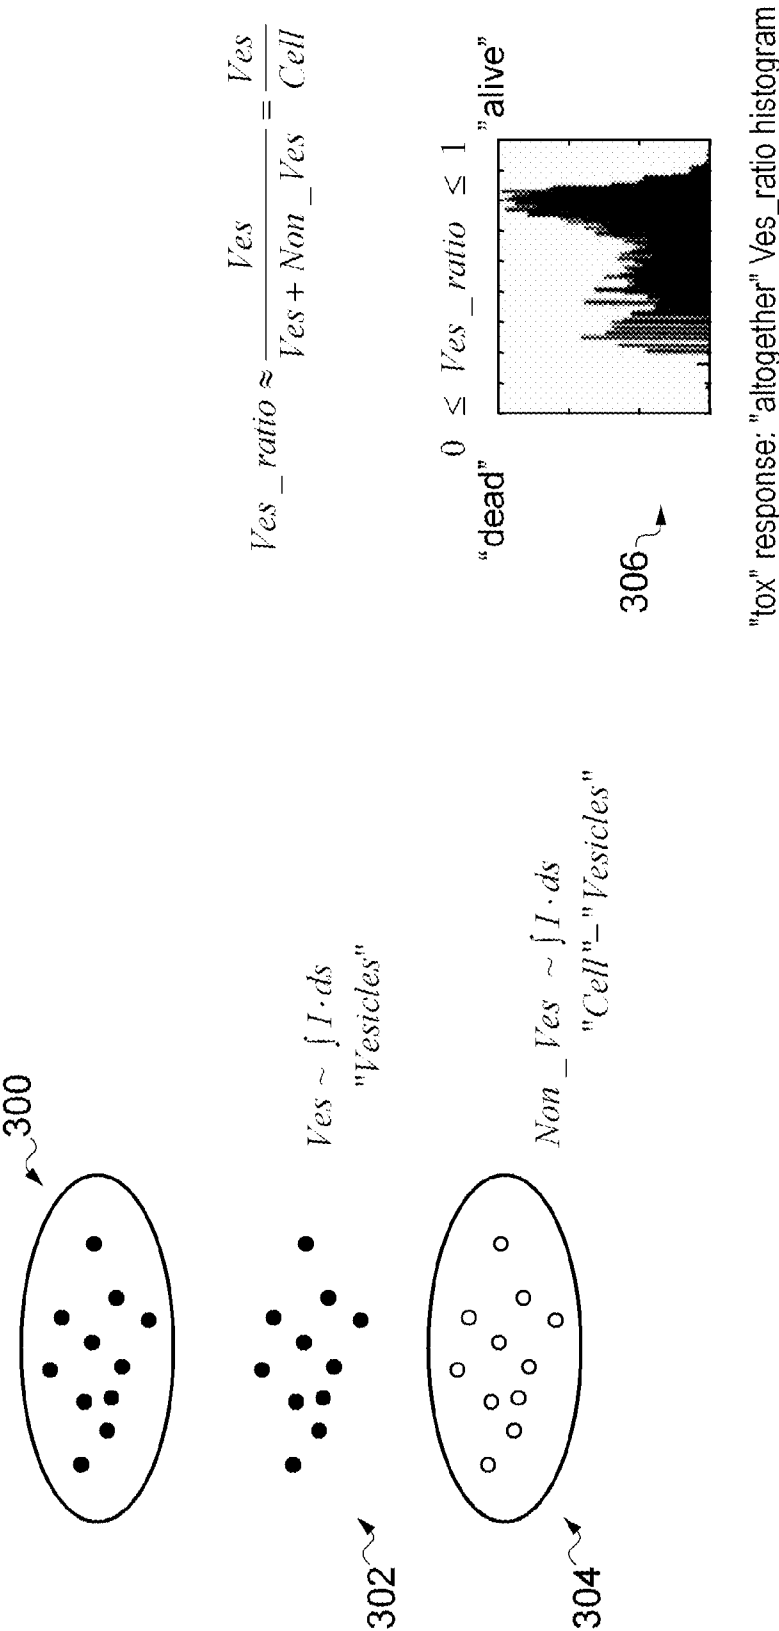 300
302
Ves ~ ∫ I · ds
"Vesicles"
304
Non _ Ves ~ ∫ I · ds
"Cell"–"Vesicles"
Ves _ ratio ≈ Ves / Ves + Non _ Ves = Ves / Cell
0 ≤ Ves _ ratio ≤ 1
“dead”
”alive”
306
"tox" response: "altogether" Ves_ratio histogram